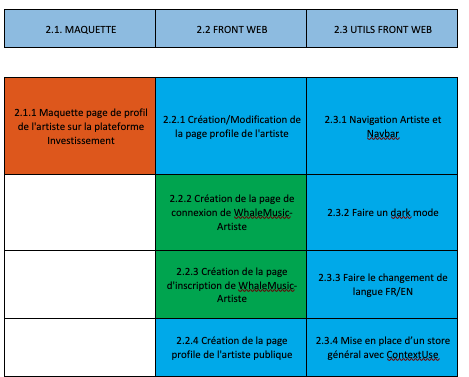 2.1. MAQUETTE
2.2 FRONT WEB
2.3 UTILS FRONT WEB
2.1.1 Maquette page de profil
de l'artiste sur la plateforme
Investissement
2.2.1 Création/Modification de
la page profile de l'artiste
2.3.1 Navigation Artiste et
Navbar
2.2.2 Création de la page de
connexion de WhaleMusic-
Artiste
2.3.2 Faire un dark mode
2.2.3 Création de la page
d'inscription de WhaleMusic-
Artiste
2.3.3 Faire le changement de
langue FR/EN
2.2.4 Création de la page
profile de l'artiste publique
2.3.4 Mise en place d'un store
général avec ContextUse